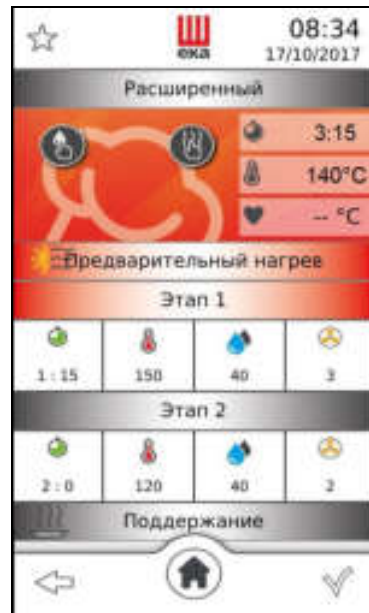 08:34
eka
17/10/2017
Расширенный
3:15
140°C
-- °C
Предварительный нагрев
Этап 1
1 : 15 150 40 3
Этап 2
2 : 0 120 40 2
Поддержание